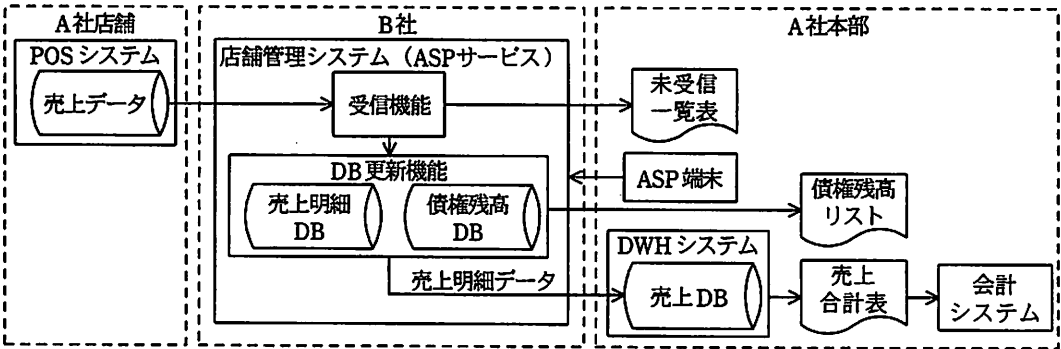 A社店舗
POSシステム
売上データ
B社
店舗管理システム（ASPサービス）
受信機能
DB更新機能
売上明細
DB
債権残高
DB
売上明細データ
A社本部
未受信
一覧表
ASP端末
債権残高
リスト
DWHシステム
売上DB
売上
合計表
会計
システム